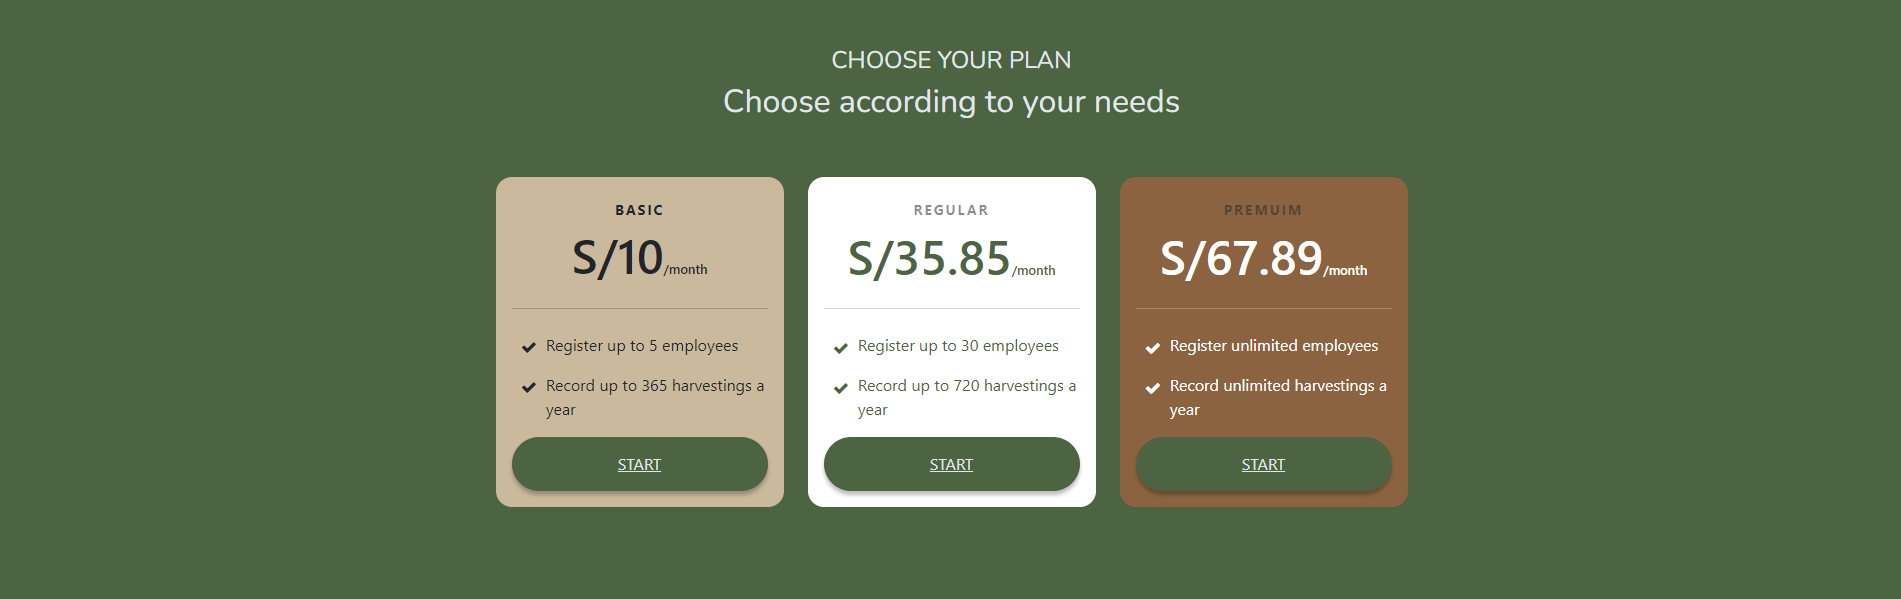 CHOOSE YOUR PLAN
Choose according to your needs
BASIC
S/10/month
Register up to 5 employees
Record up to 365 harvestings a
year
START
REGULAR
S/35.85/month
Register up to 30 employees
Record up to 720 harvestings a
year
START
PREMUIM
S/67.89/month
Register unlimited employees
Record unlimited harvestings a
year
START